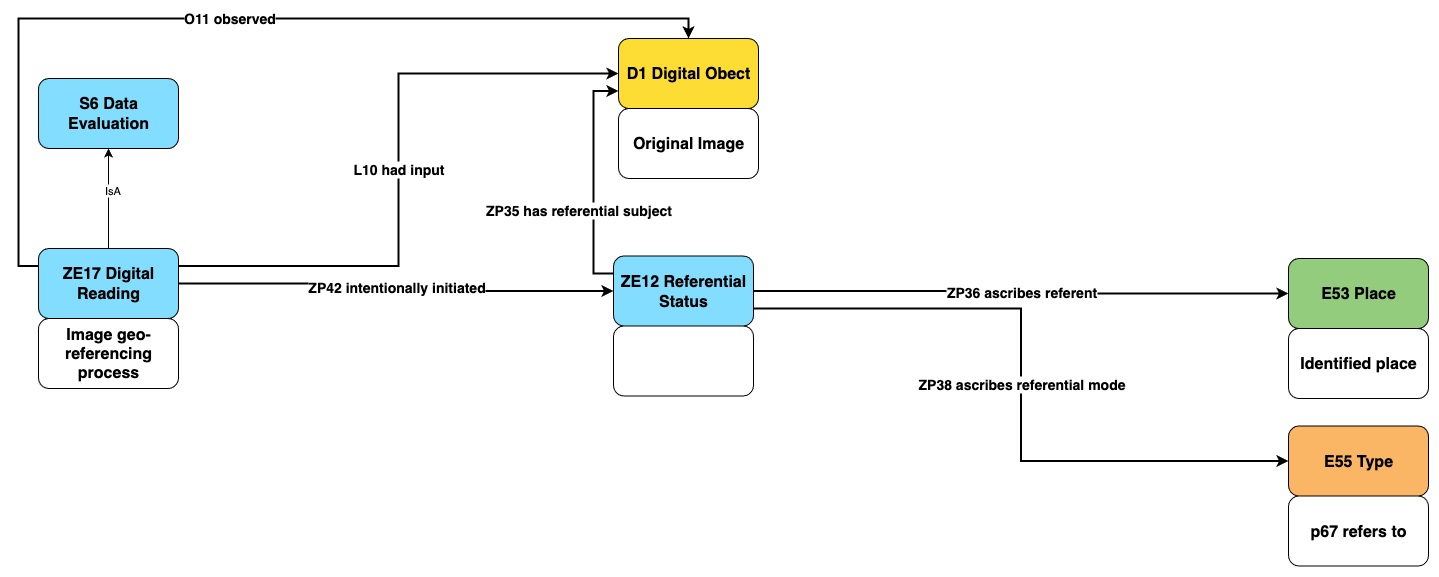 O11 observed
D1 Digital Obect
Original Image
S6 Data
Evaluation
IsA
L10 had input
ZP35 has referential subject
ZE17 Digital
Reading
Image geo-
referencing
process
ZP42 intentionally initiated
ZE12 Referential
Status
ZP36 ascribes referent
E53 Place
Identified place
ZP38 ascribes referential mode
E55 Type
p67 refers to